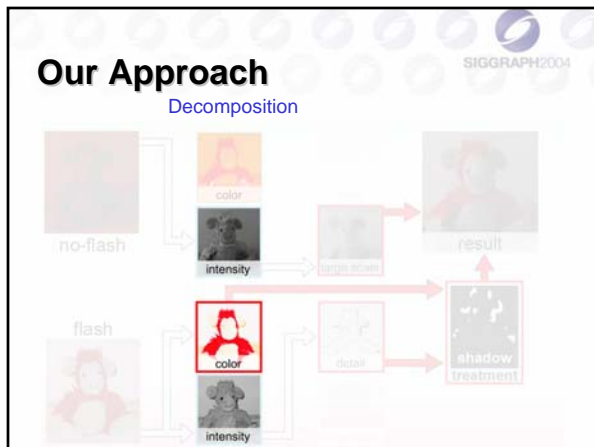 SIGGRAPH2004
Our Approach
Decomposition
color
no-flash
intensity
large scale
result
flash
color
detail
shadow
treatment
intensity